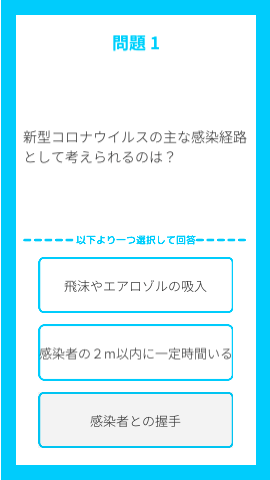 問題 1
新型コロナウイルスの主な感染経路
として考えられるのは？
以下より一つ選択して回答
飛沫やエアロゾルの吸入
感染者の２ｍ以内に一定時間いる
感染者との握手